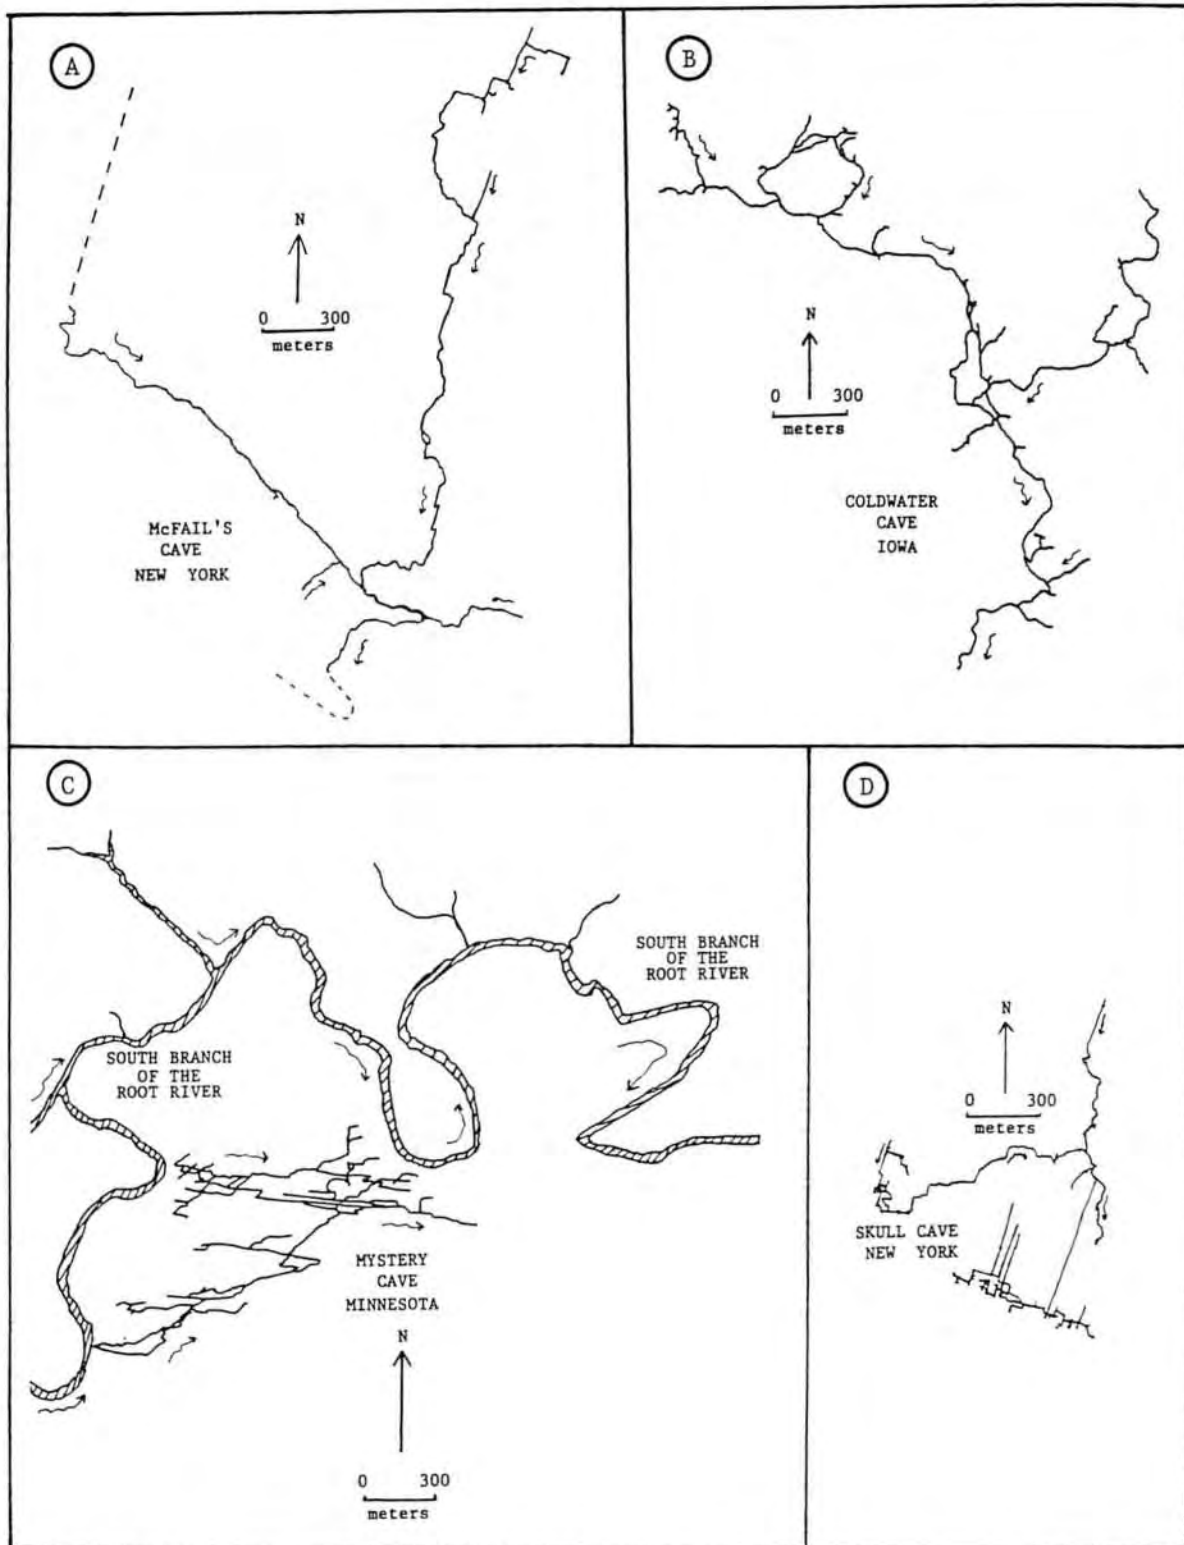 A
N
0 300
meters
McFAIL'S
CAVE
NEW YORK
B
N
0 300
meters
COLDWATER
CAVE
IOWA
C
SOUTH BRANCH
OF THE
ROOT RIVER
SOUTH BRANCH
OF THE
ROOT RIVER
MYSTERY
CAVE
MINNESOTA
N
0 300
meters
D
N
0 300
meters
SKULL CAVE
NEW YORK